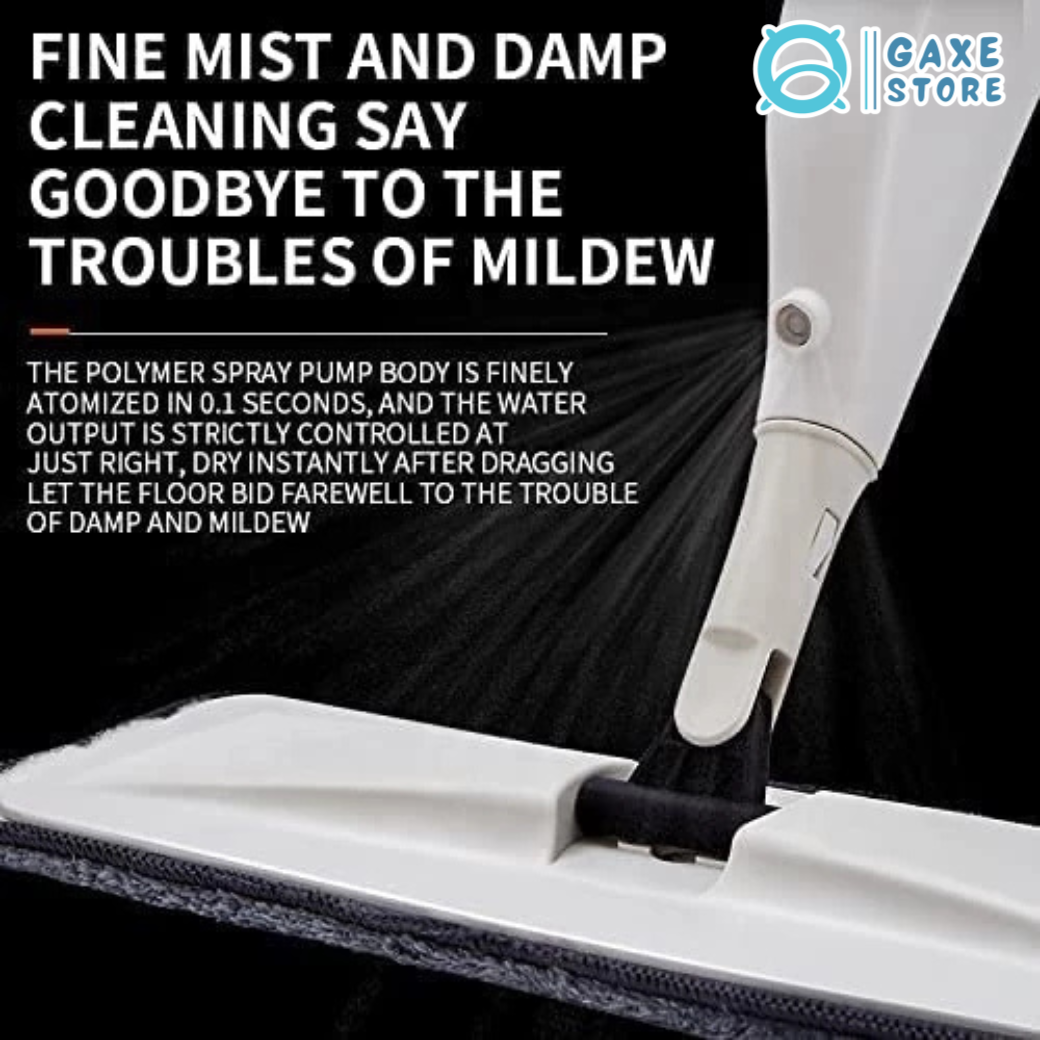 FINE MIST AND DAMP
CLEANING SAY
GOODBYE TO THE
TROUBLES OF MILDEW
GAXE
STORE
THE POLYMER SPRAY PUMP BODY IS FINELY
ATOMIZED IN 0.1 SECONDS, AND THE WATER
OUTPUT IS STRICTLY CONTROLLED AT
JUST RIGHT, DRY INSTANTLY AFTER DRAGGING
LET THE FLOOR BID FAREWELL TO THE TROUBLE
OF DAMP AND MILDEW